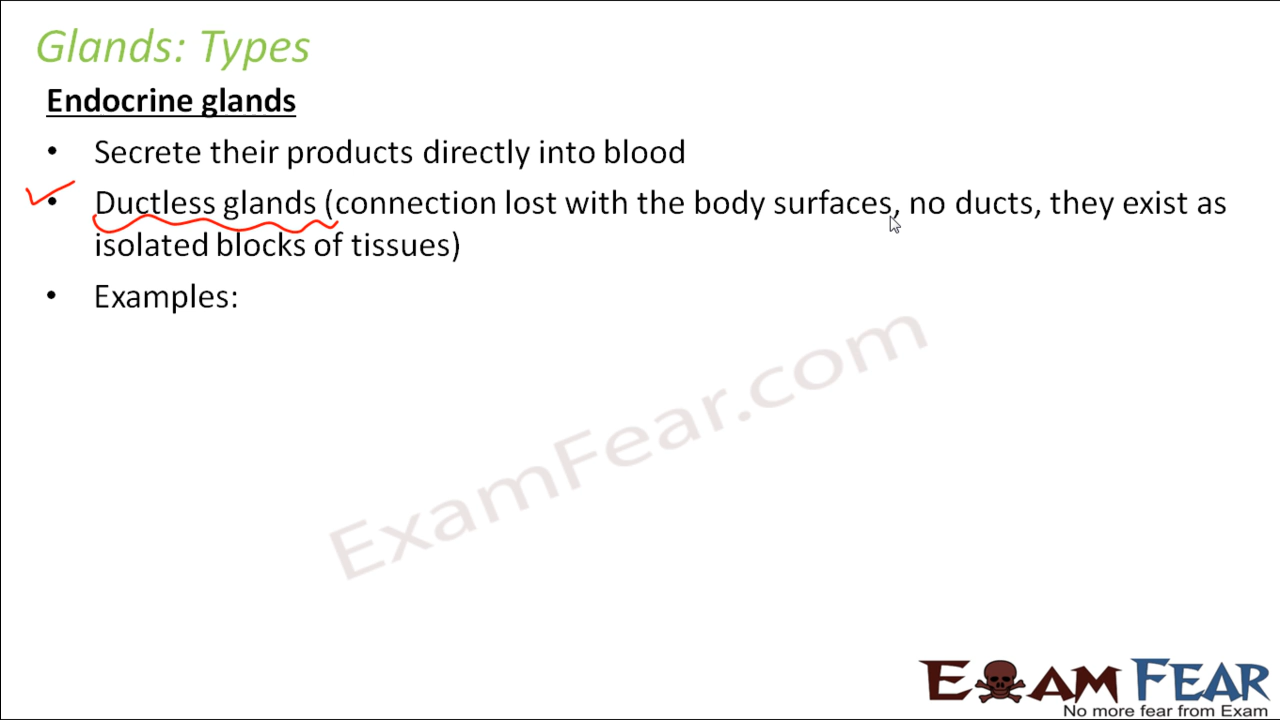 Glands: Types
Endocrine glands
• Secrete their products directly into blood
• Ductless glands (connection lost with the body surfaces, no ducts, they exist as
isolated blocks of tissues)
• Examples:
ExamFear.com
EXAM FEAR
No more fear from Exam